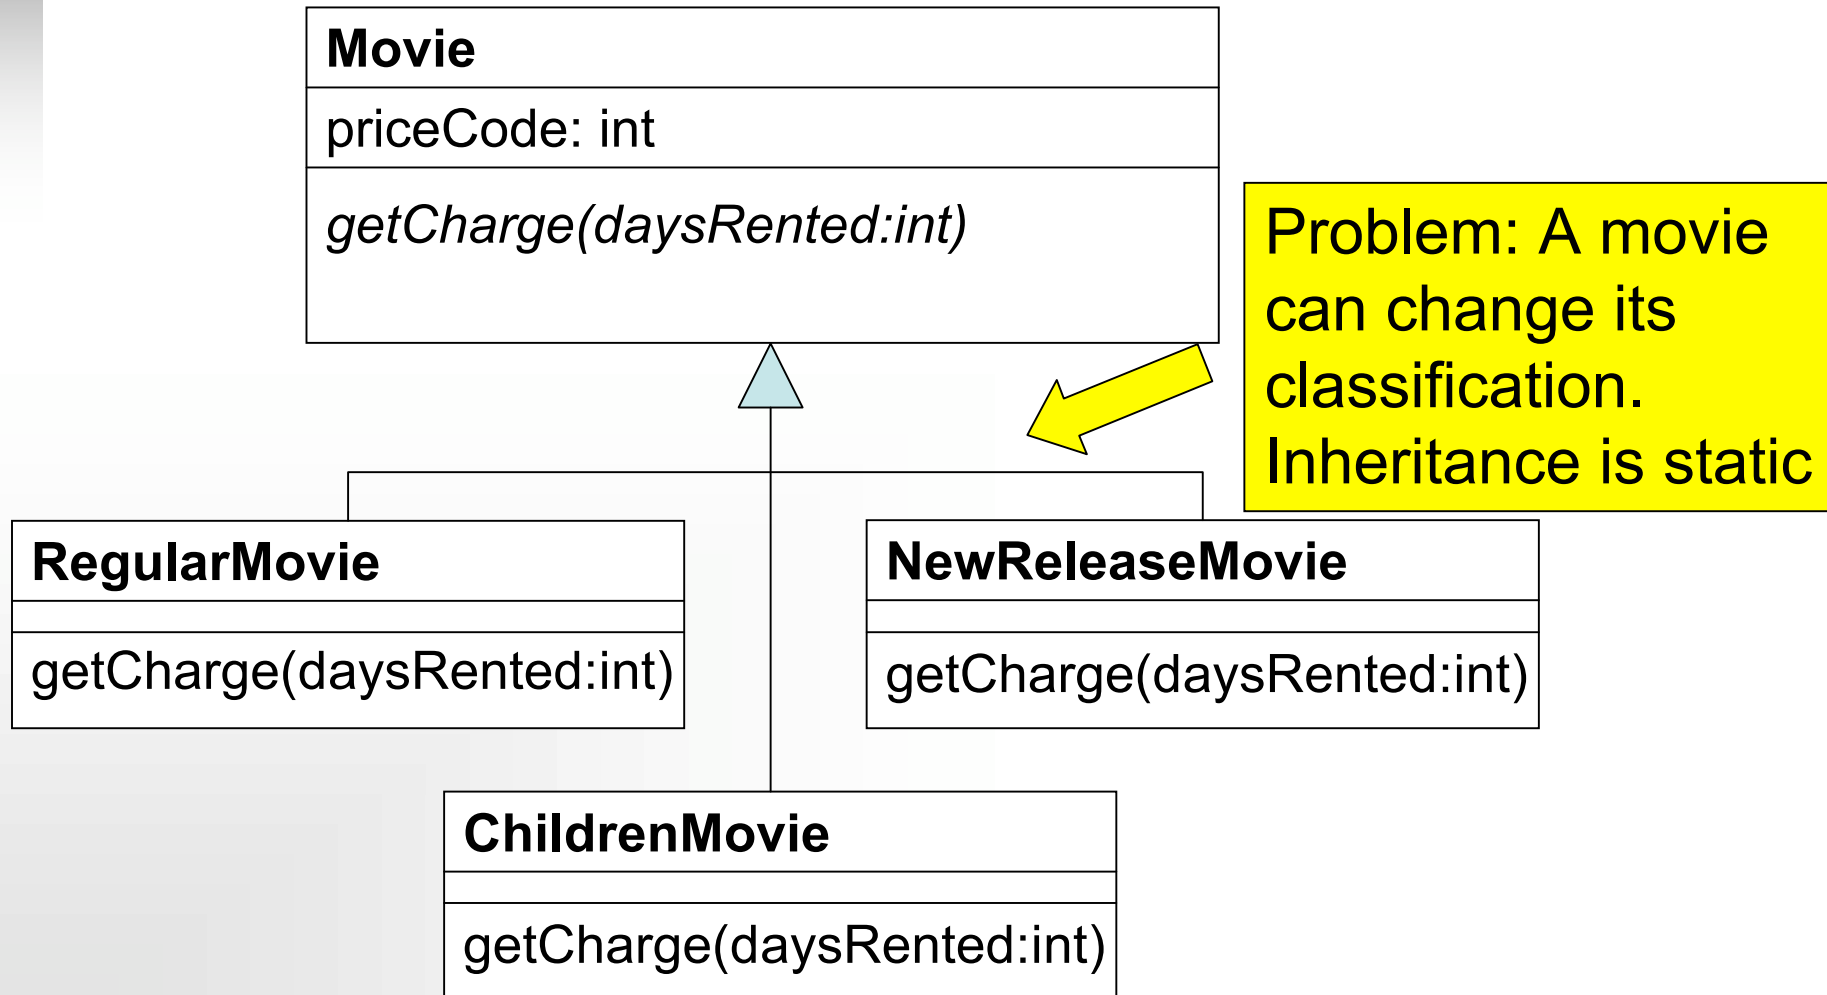 Movie
priceCode: int
getCharge(daysRented:int)
Problem: A movie
can change its
classification.
Inheritance is static
RegularMovie
getCharge(daysRented:int)
NewReleaseMovie
getCharge(daysRented:int)
ChildrenMovie
getCharge(daysRented:int)